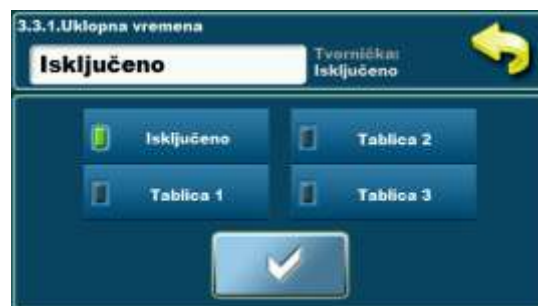 3.3.1.Uklopna vremena
Isključeno
Tvornička:
Isključeno
Isključeno
Tablica 2
Tablica 1
Tablica 3